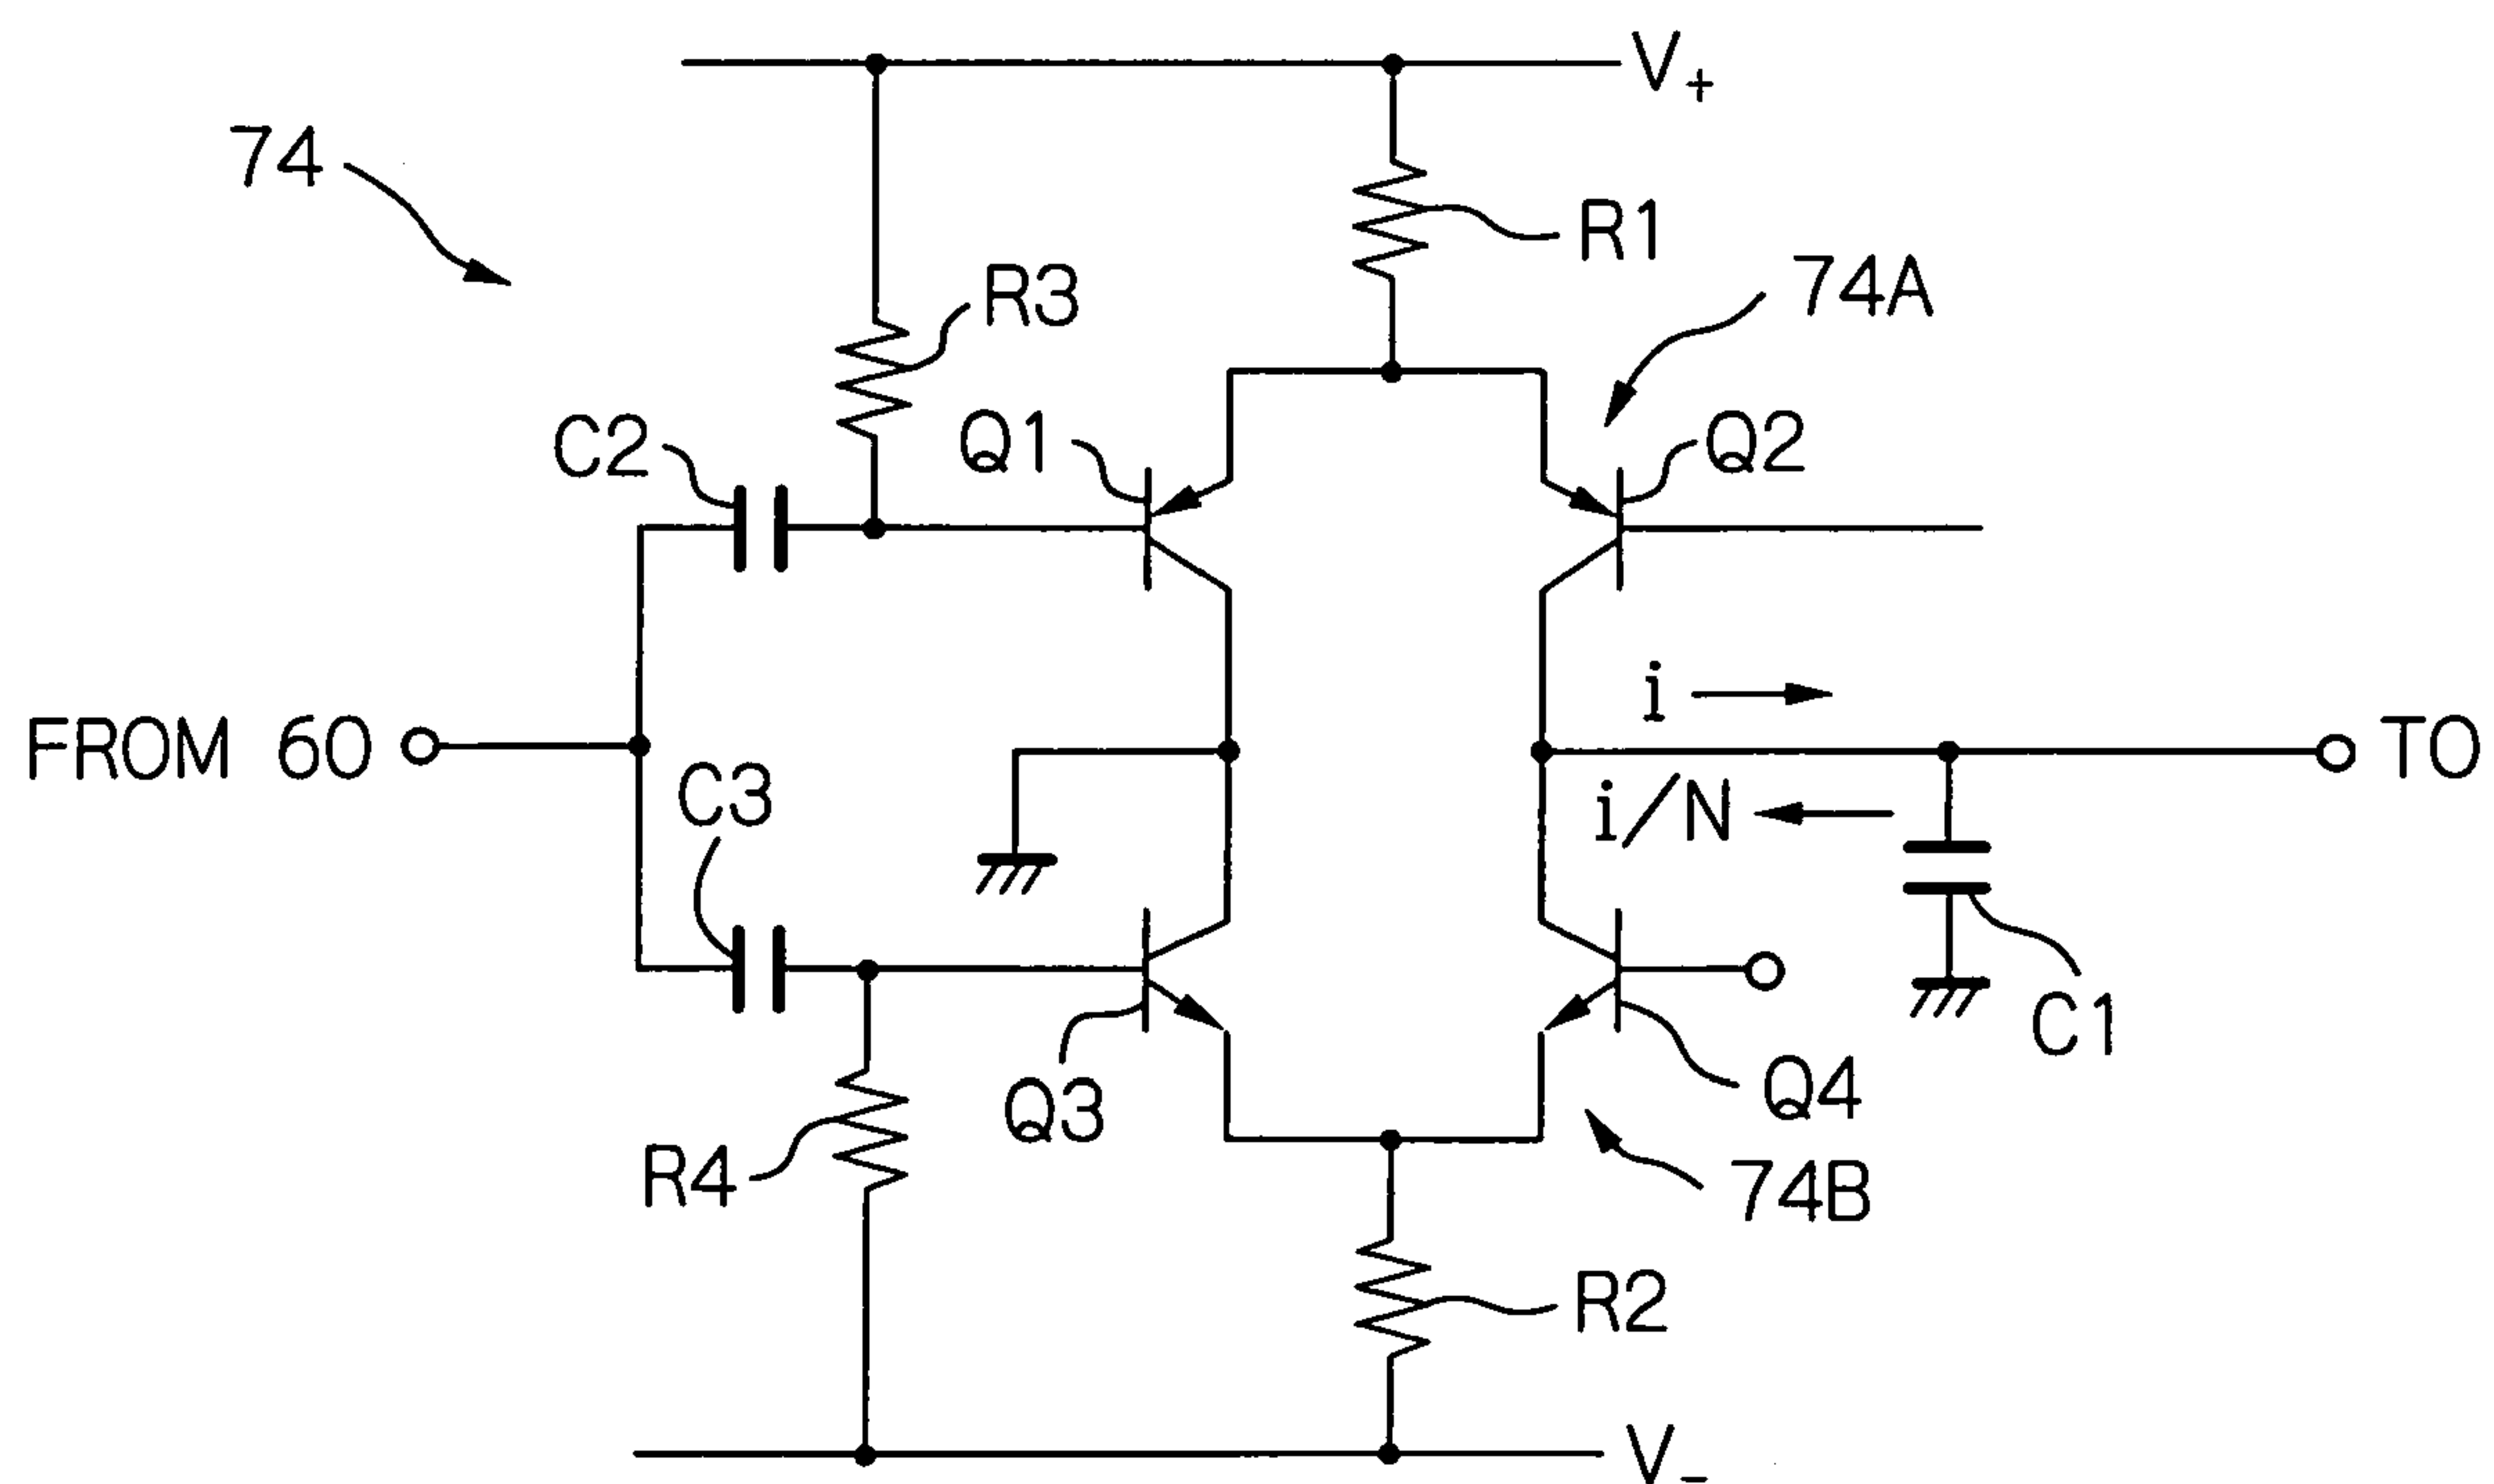 V+
74
R1
R3
74A
C2
Q1
Q2
i
FROM 60
TO
C3
i/N
C1
Q3
Q4
R4
74B
R2
V-